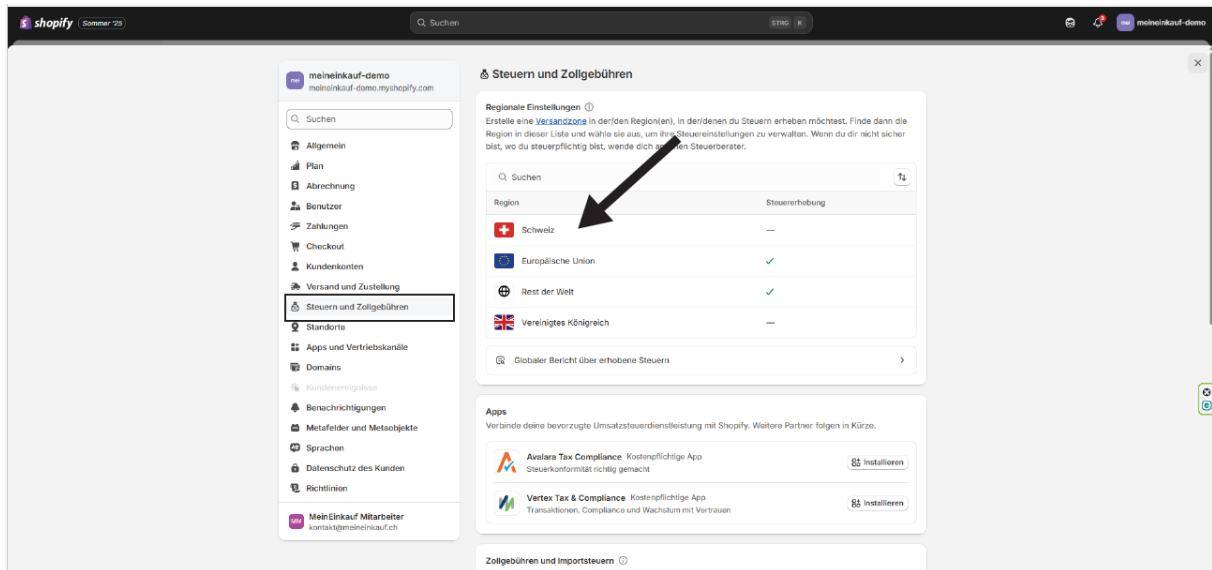 shopify Sommer '25
Suchen
STRG K
mei meineinkauf-demo
mei meineinkauf-demo
meineinkauf-demo.myshopify.com
Suchen
Allgemein
Plan
Abrechnung
Benutzer
Zahlungen
Checkout
Kundenkonten
Versand und Zustellung
Steuern und Zollgebühren
Standorte
Apps und Vertriebskanäle
Domains
Kundenereignisse
Benachrichtigungen
Metafelder und Metaobjekte
Sprachen
Datenschutz des Kunden
Richtlinien
MM MeinEinkauf Mitarbeiter
kontakt@meineinkauf.ch
Steuern und Zollgebühren
Regionale Einstellungen
Erstelle eine Versandzone in der/den Region(en), in der/denen du Steuern erheben möchtest. Finde dann die
Region in dieser Liste und wähle sie aus, um ihre Steuereinstellungen zu verwalten. Wenn du dir nicht sicher
bist, wo du steuerpflichtig bist, wende dich an Steuerberater.
Suchen
Region Steuererhebung
Schweiz —
Europäische Union ✓
Rest der Welt ✓
Vereinigtes Königreich —
Globaler Bericht über erhobene Steuern
Apps
Verbinde deine bevorzugte Umsatzsteuerdienstleistung mit Shopify. Weitere Partner folgen in Kürze.
Avalara Tax Compliance Kostenpflichtige App
Steuerkonformität richtig gemacht
Installieren
Vertex Tax & Compliance Kostenpflichtige App
Transaktionen, Compliance und Wachstum mit Vertrauen
Installieren
Zollgebühren und Importsteuern